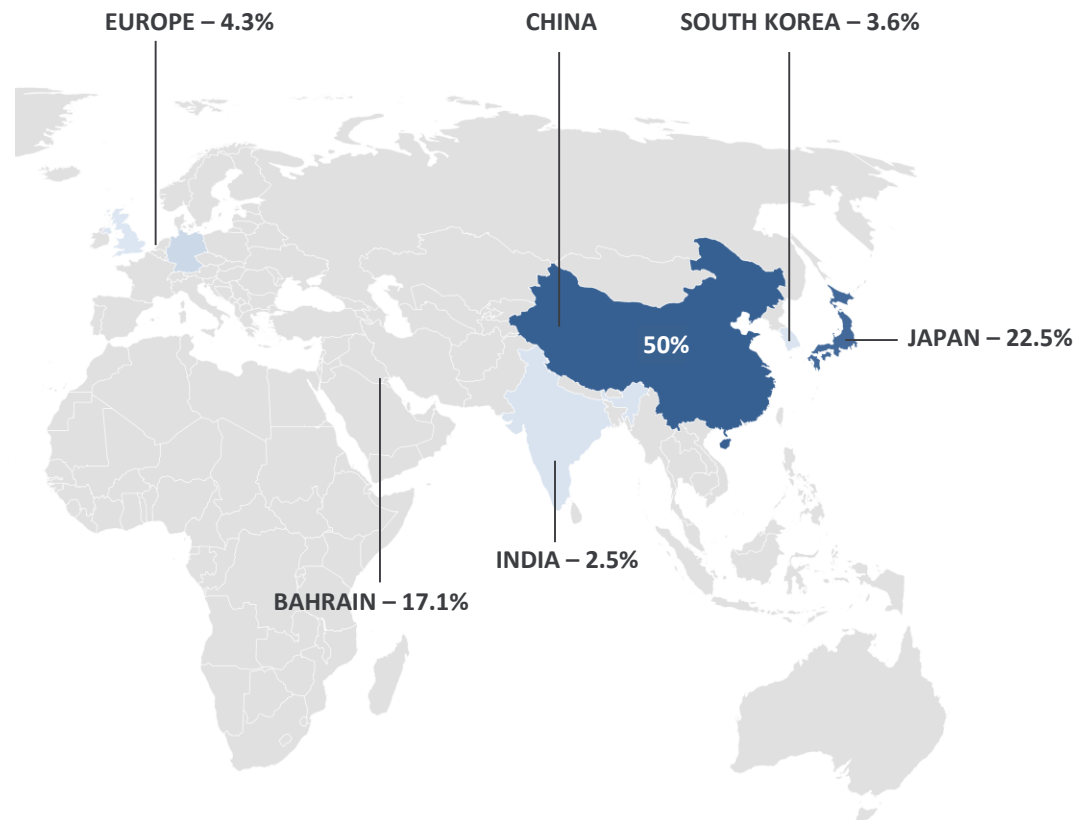 EUROPE – 4.3%
CHINA
SOUTH KOREA – 3.6%
50%
JAPAN – 22.5%
INDIA – 2.5%
BAHRAIN – 17.1%